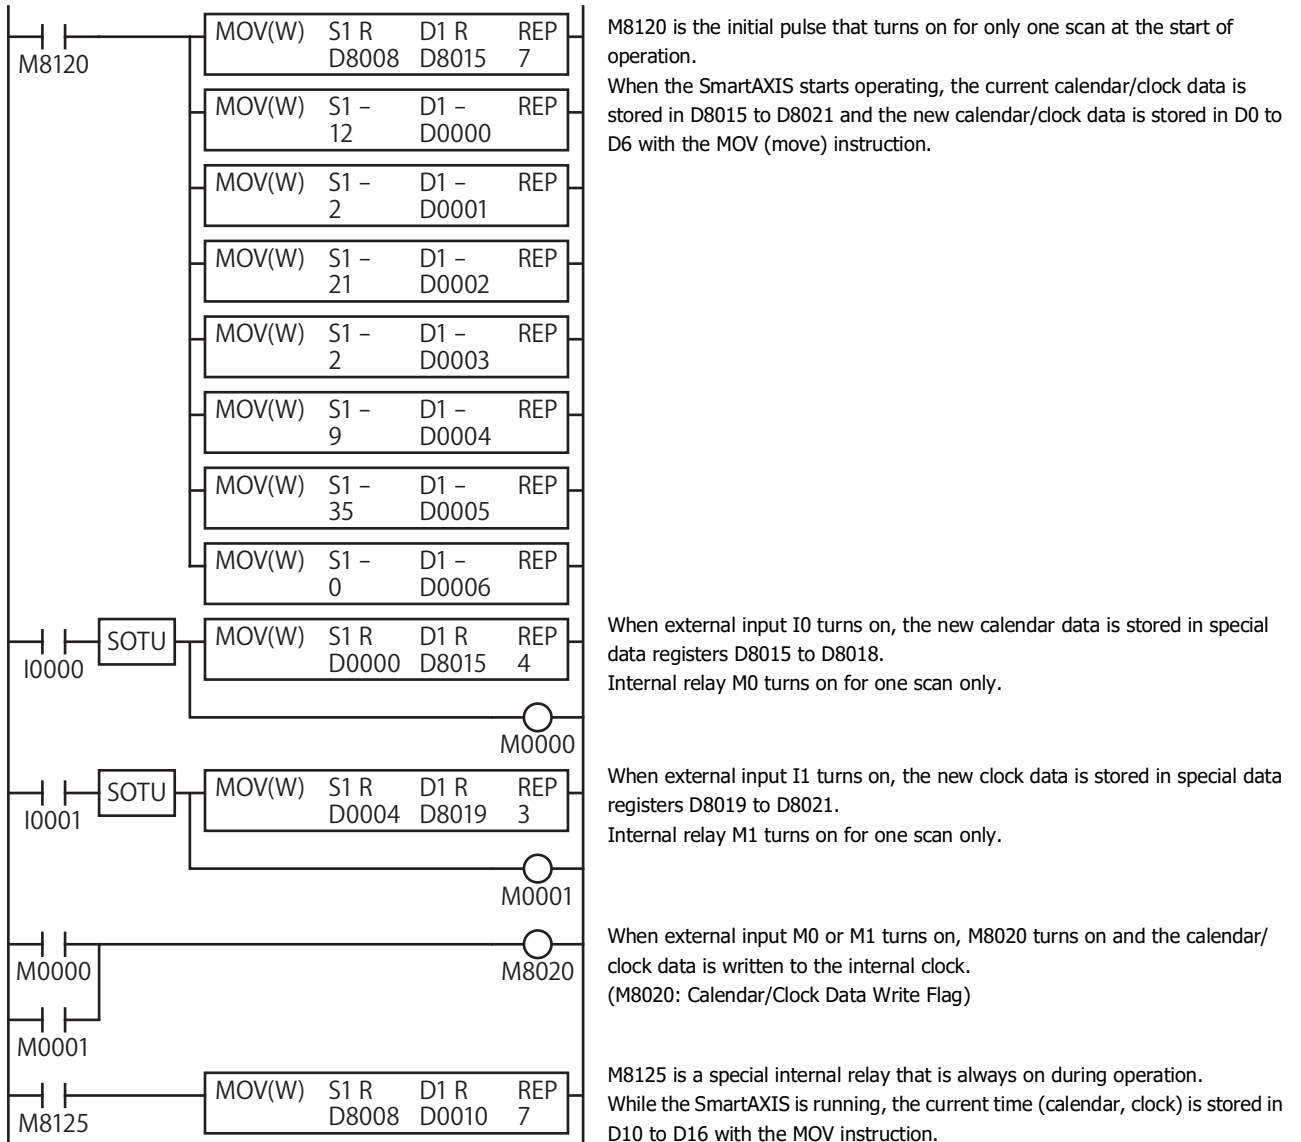 MOV(W) S1 R D1 R REP
D8008 D8015 7
M8120
M8120 is the initial pulse that turns on for only one scan at the start of
operation.
When the SmartAXIS starts operating, the current calendar/clock data is
stored in D8015 to D8021 and the new calendar/clock data is stored in D0 to
D6 with the MOV (move) instruction.
MOV(W) S1 – D1 – REP
12 D0000
MOV(W) S1 – D1 – REP
2 D0001
MOV(W) S1 – D1 – REP
21 D0002
MOV(W) S1 – D1 – REP
2 D0003
MOV(W) S1 – D1 – REP
9 D0004
MOV(W) S1 – D1 – REP
35 D0005
MOV(W) S1 – D1 – REP
0 D0006
SOTU MOV(W) S1 R D1 R REP
I0000 D0000 D8015 4
M0000
When external input I0 turns on, the new calendar data is stored in special
data registers D8015 to D8018.
Internal relay M0 turns on for one scan only.
SOTU MOV(W) S1 R D1 R REP
I0001 D0004 D8019 3
M0001
When external input I1 turns on, the new clock data is stored in special data
registers D8019 to D8021.
Internal relay M1 turns on for one scan only.
M0000 M8020
M0001
When external input M0 or M1 turns on, M8020 turns on and the calendar/
clock data is written to the internal clock.
(M8020: Calendar/Clock Data Write Flag)
MOV(W) S1 R D1 R REP
M8125 D8008 D0010 7
M8125 is a special internal relay that is always on during operation.
While the SmartAXIS is running, the current time (calendar, clock) is stored in
D10 to D16 with the MOV instruction.